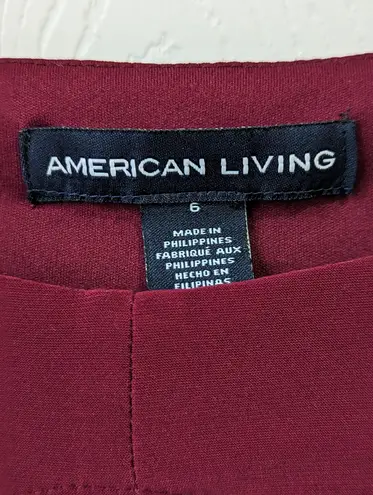 AMERICAN LIVING
6
MADE IN
PHILIPPINES
FABRIQUÉ AUX
PHILIPPINES
HECHO EN
FILIPINAS